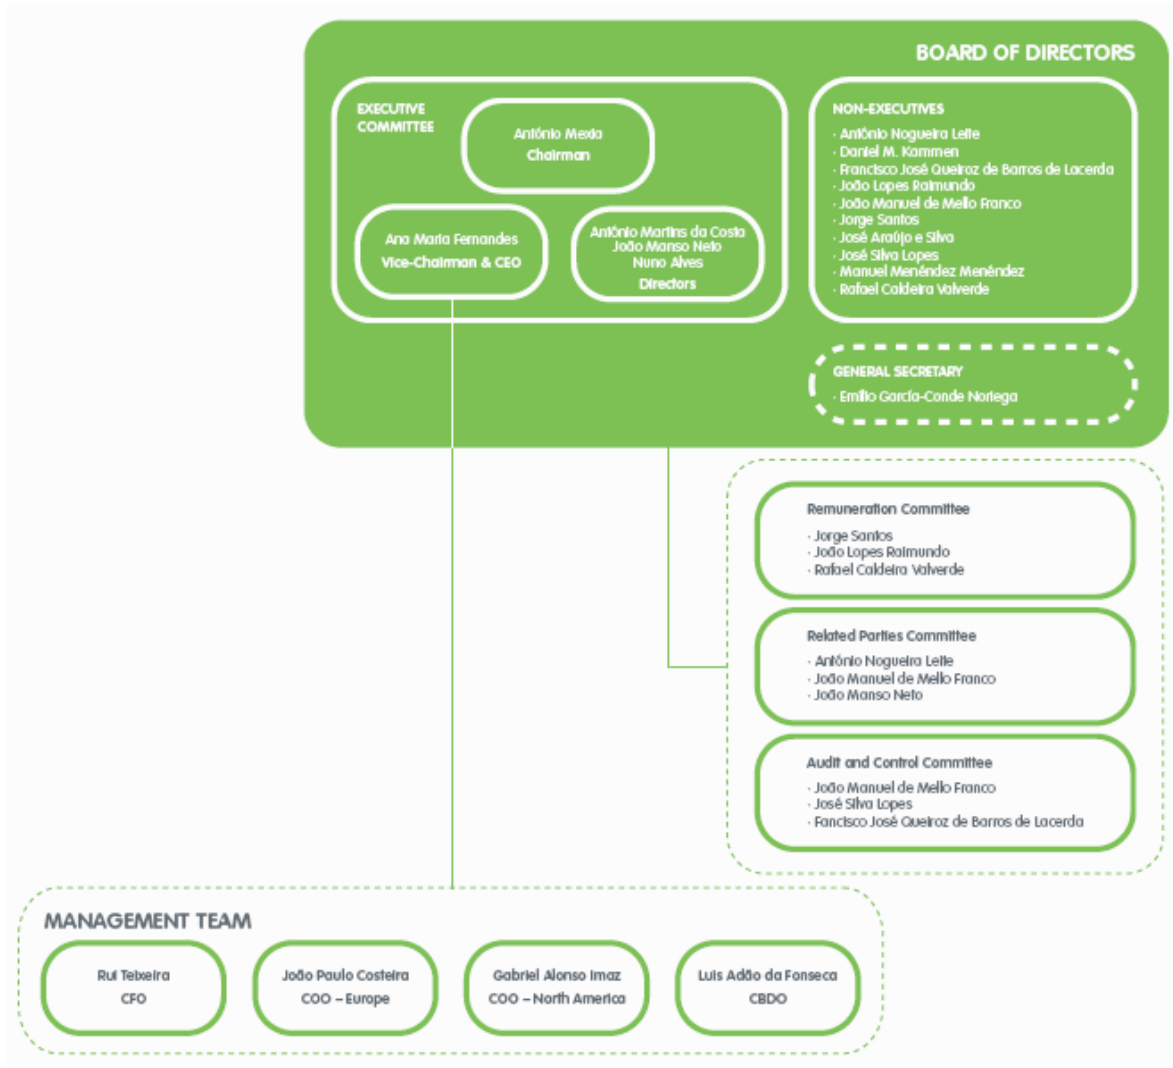 BOARD OF DIRECTORS
EXECUTIVE
COMMITTEE
António Mexia
Chairman
Ana Maria Fernandes
Vice-Chairman & CEO
António Martins da Costa
João Manso Neto
Nuno Alves
Directors
NON-EXECUTIVES
· António Nogueira Leite
· Daniel M. Kammen
· Francisco José Queiroz de Barros de Lacerda
· João Lopes Raimundo
· João Manuel de Mello Franco
· Jorge Santos
· José Araújo e Silva
· José Silva Lopes
· Manuel Menéndez Menéndez
· Rafael Caldeira Valverde
GENERAL SECRETARY
· Emilio García-Conde Noriega
Remuneration Committee
· Jorge Santos
· João Lopes Raimundo
· Rafael Caldeira Valverde
Related Parties Committee
· António Nogueira Leite
· João Manuel de Mello Franco
· João Manso Neto
Audit and Control Committee
· João Manuel de Mello Franco
· José Silva Lopes
· Fancisco José Queiroz de Barros de Lacerda
MANAGEMENT TEAM
Rui Teixeira
CFO
João Paulo Costeira
COO – Europe
Gabriel Alonso Imaz
COO – North America
Luis Adão da Fonseca
CBDO